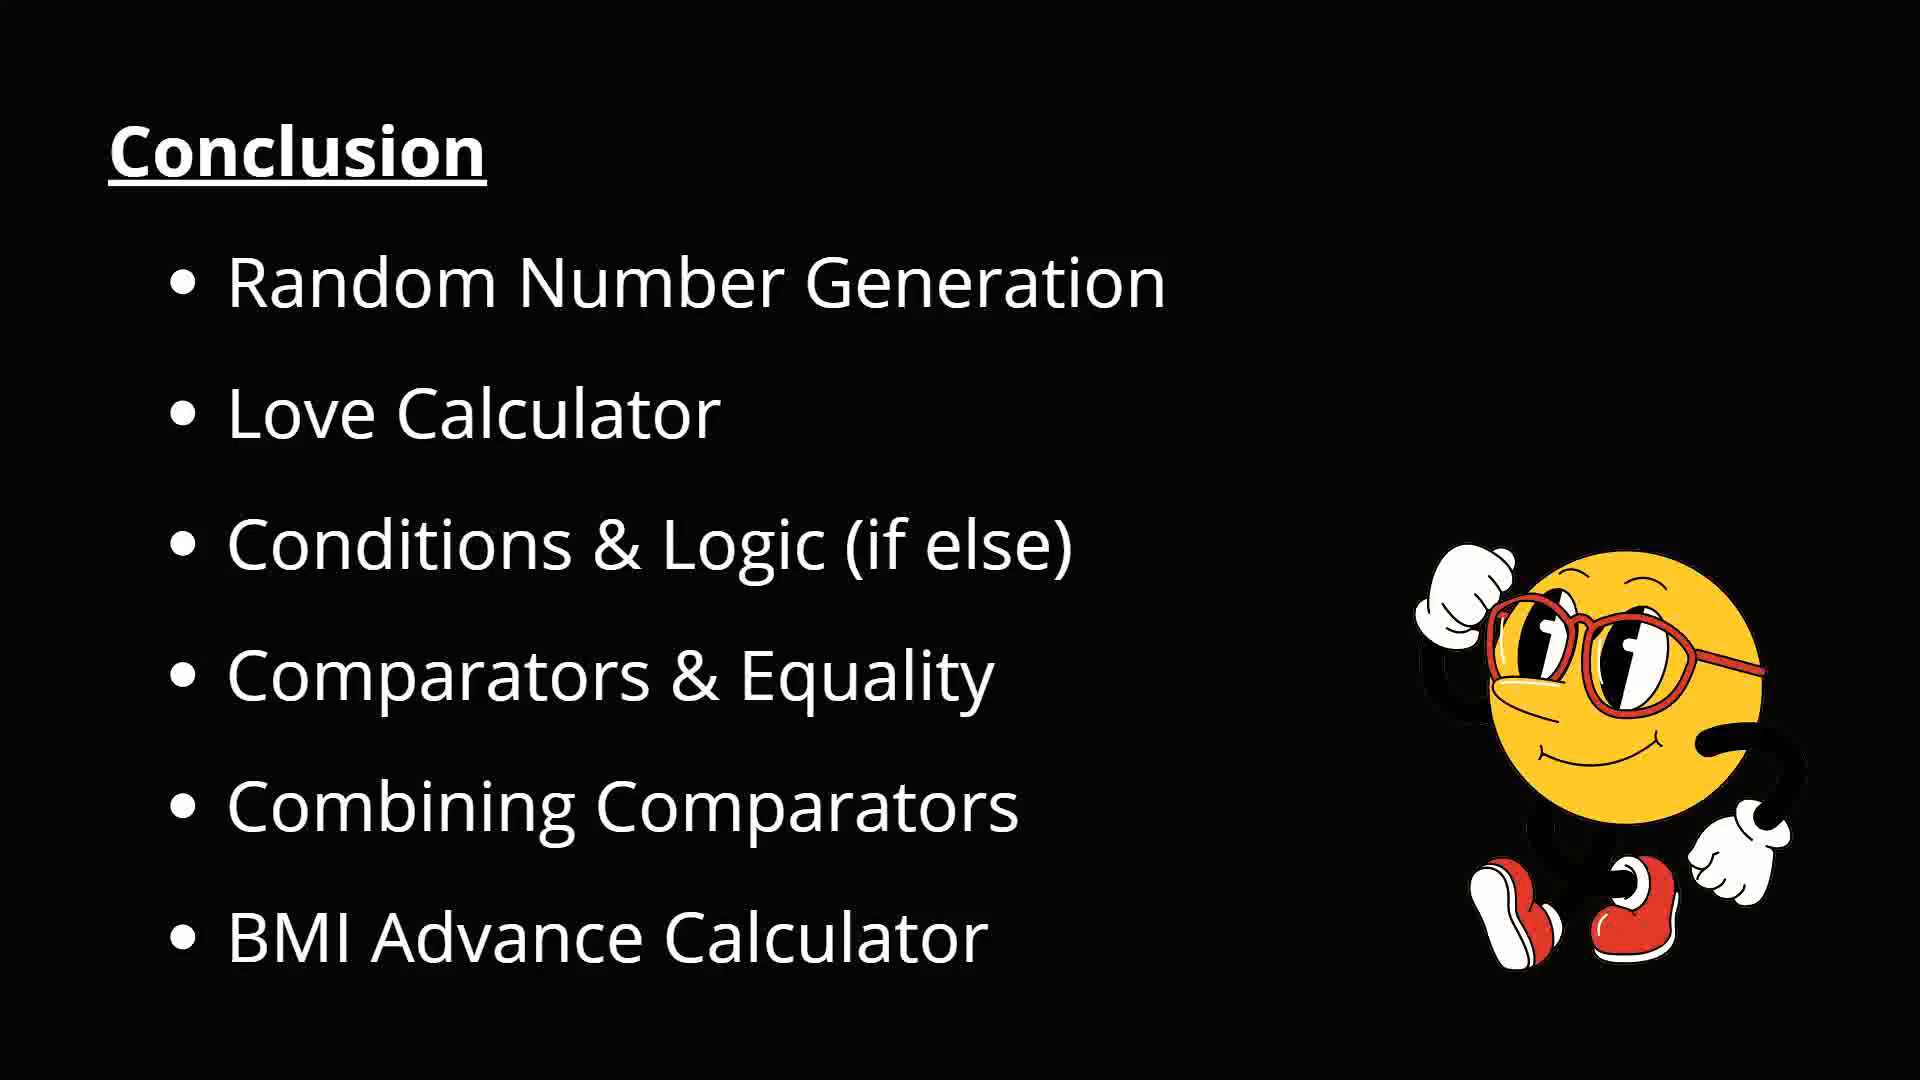 Conclusion
• Random Number Generation
• Love Calculator
• Conditions & Logic (if else)
• Comparators & Equality
• Combining Comparators
• BMI Advance Calculator